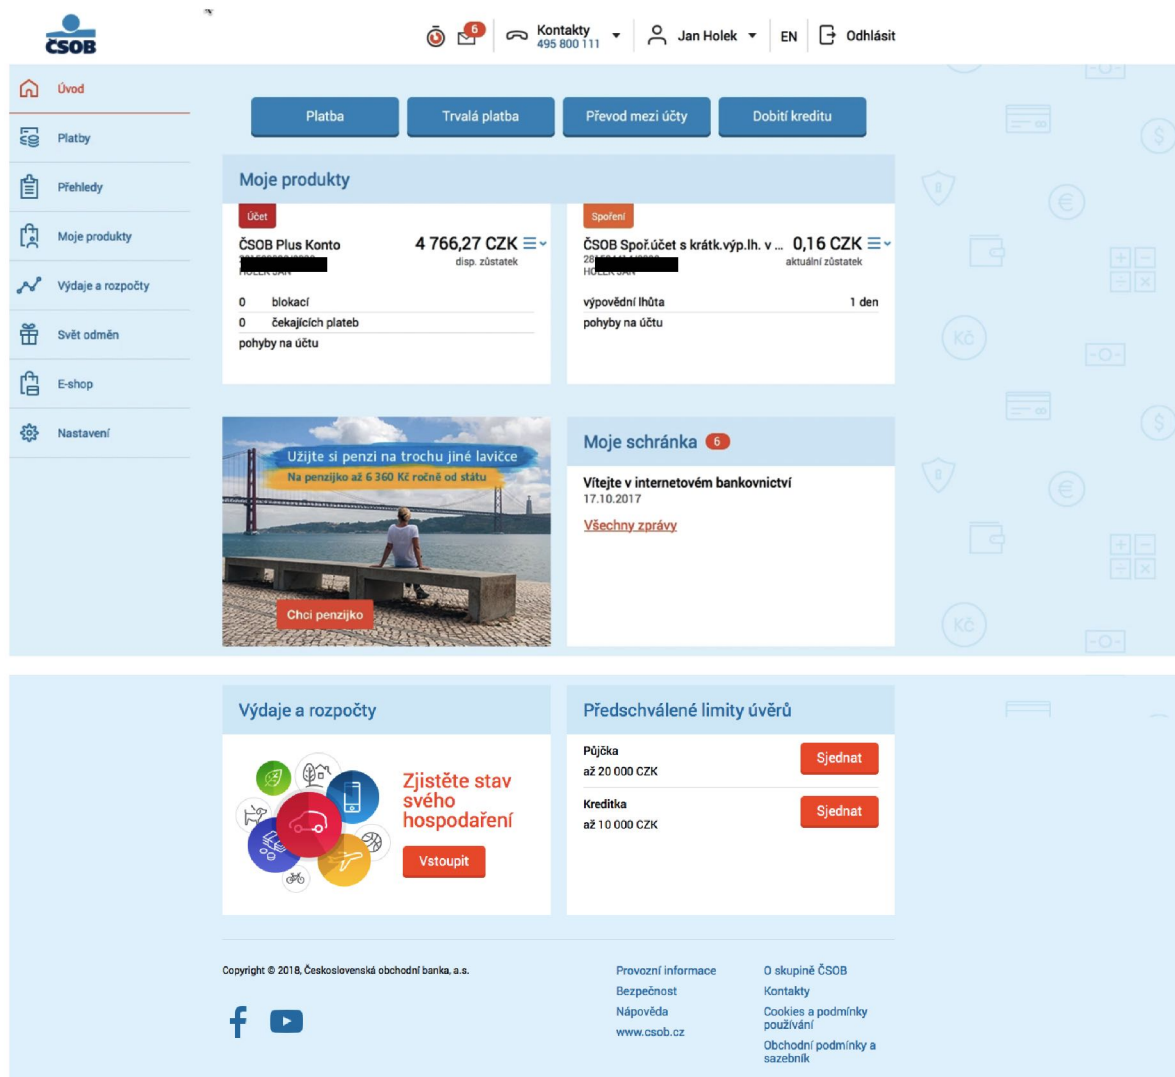 ČSOB
6
Kontakty
495 800 111
Jan Holek
EN
Odhlásit
Úvod
Platby
Přehledy
Moje produkty
Výdaje a rozpočty
Svět odměn
E-shop
Nastavení
Platba
Trvalá platba
Převod mezi účty
Dobití kreditu
Moje produkty
Účet
ČSOB Plus Konto
4 766,27 CZK
disp. zůstatek
0 blokací
0 čekajících plateb
pohyby na účtu
Spoření
ČSOB Spoř.účet s krátk.výp.lh. v ...
0,16 CZK
aktuální zůstatek
výpovědní lhůta 1 den
pohyby na účtu
Užijte si penzi na trochu jiné lavičce
Na penzijko až 6 360 Kč ročně od státu
Chci penzijko
Moje schránka 6
Vítejte v internetovém bankovnictví
17.10.2017
Všechny zprávy
Kč
Kč
Výdaje a rozpočty
Zjistěte stav
svého
hospodaření
Vstoupit
Předschválené limity úvěrů
Půjčka
až 20 000 CZK
Sjednat
Kreditka
až 10 000 CZK
Sjednat
Copyright © 2018, Československá obchodní banka, a.s.
Provozní informace
Bezpečnost
Nápověda
www.csob.cz
O skupině ČSOB
Kontakty
Cookies a podmínky
používání
Obchodní podmínky a
sazebník